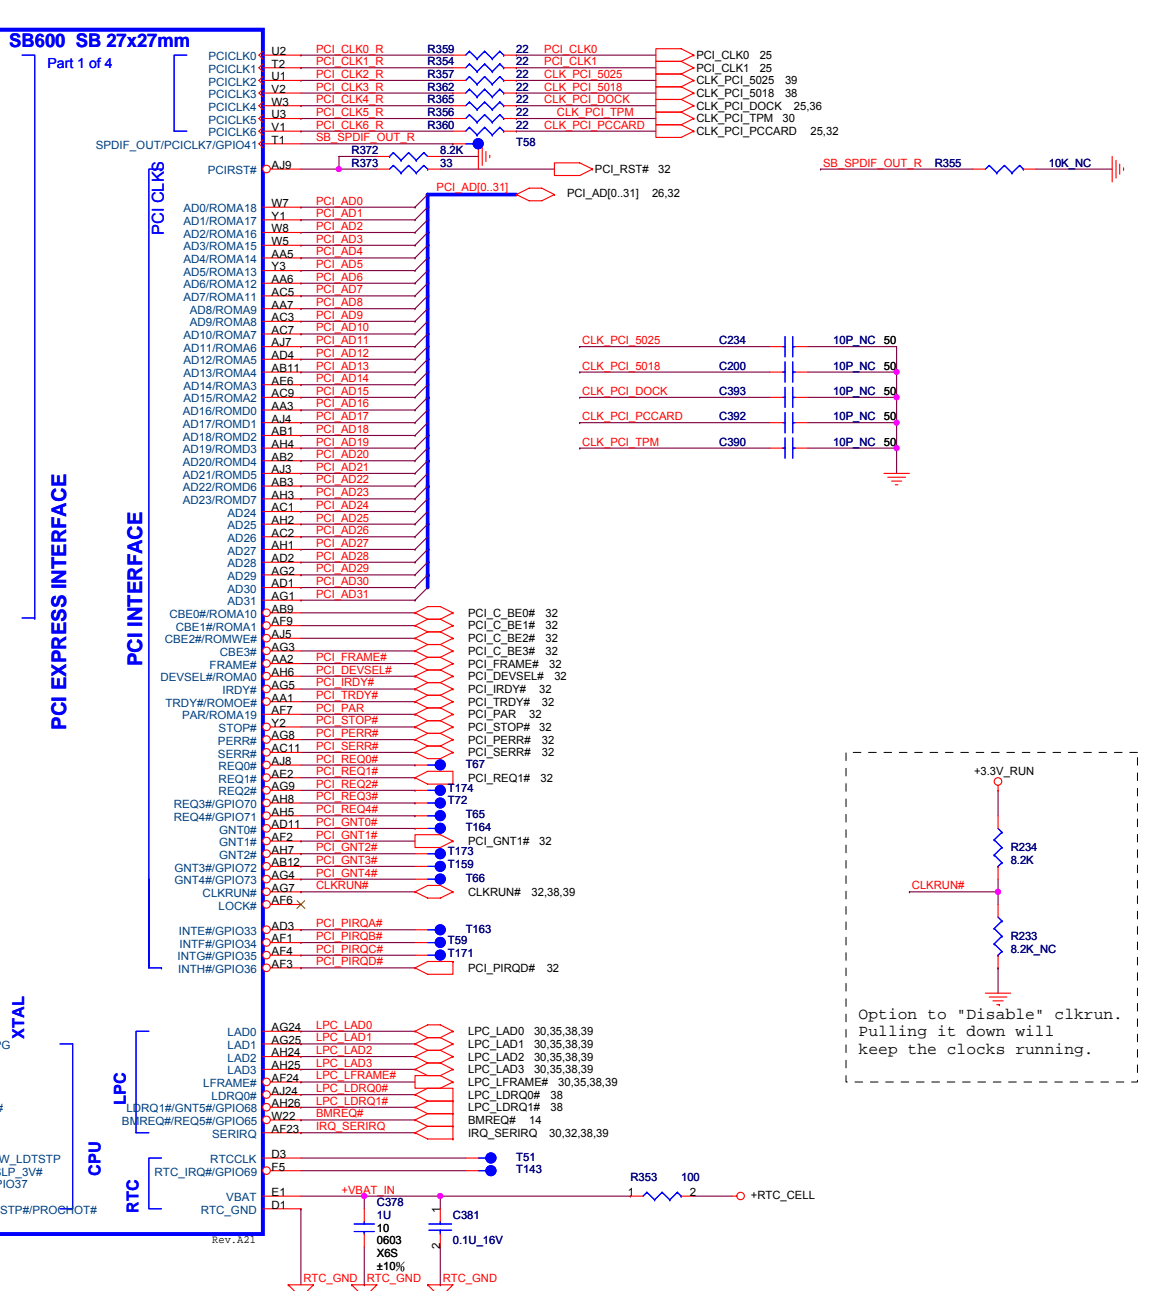 SB600 SB 27x27mm
Part 1 of 4
PCICLK0 U2 PCI_CLK0_R R359 22 PCI_CLK0 PCI_CLK0 25
PCICLK1 T2 PCI_CLK1_R R354 22 PCI_CLK1 PCI_CLK1 25
PCICLK2 U1 PCI_CLK2_R R357 22 CLK_PCI_5025 CLK_PCI_5025 39
PCICLK3 V2 PCI_CLK3_R R362 22 CLK_PCI_5018 CLK_PCI_5018 38
PCICLK4 W3 PCI_CLK4_R R365 22 CLK_PCI_DOCK CLK_PCI_DOCK 25,36
PCICLK5 U3 PCI_CLK5_R R356 22 CLK_PCI_TPM CLK_PCI_TPM 30
PCICLK6 V1 PCI_CLK6_R R360 22 CLK_PCI_PCCARD CLK_PCI_PCCARD 25,32
SPDIF_OUT/PCICLK7/GPIO41 T1 SB_SPDIF_OUT_R T58
R372 8.2K
PCIRST# AJ9 R373 33 PCI_RST# 32
SB_SPDIF_OUT_R R355 10K_NC
PCI CLKS
PCI_AD[0..31] PCI_AD[0..31] 26,32
AD0/ROMA18 W7 PCI_AD0
AD1/ROMA17 Y1 PCI_AD1
AD2/ROMA16 W8 PCI_AD2
AD3/ROMA15 W5 PCI_AD3
AD4/ROMA14 AA5 PCI_AD4
AD5/ROMA13 Y3 PCI_AD5
AD6/ROMA12 AA6 PCI_AD6
AD7/ROMA11 AC5 PCI_AD7
AD8/ROMA9 AA7 PCI_AD8
AD9/ROMA8 AC3 PCI_AD9
AD10/ROMA7 AC7 PCI_AD10
AD11/ROMA6 AJ7 PCI_AD11
AD12/ROMA5 AD4 PCI_AD12
AD13/ROMA4 AB11 PCI_AD13
AD14/ROMA3 AE6 PCI_AD14
AD15/ROMA2 AC9 PCI_AD15
AD16/ROMD0 AA3 PCI_AD16
AD17/ROMD1 AJ4 PCI_AD17
AD18/ROMD2 AB1 PCI_AD18
AD19/ROMD3 AH4 PCI_AD19
AD20/ROMD4 AB2 PCI_AD20
AD21/ROMD5 AJ3 PCI_AD21
AD22/ROMD6 AB3 PCI_AD22
AD23/ROMD7 AH3 PCI_AD23
AD24 AC1 PCI_AD24
AD25 AH2 PCI_AD25
AD26 AC2 PCI_AD26
AD27 AH1 PCI_AD27
AD28 AD2 PCI_AD28
AD29 AG2 PCI_AD29
AD30 AD1 PCI_AD30
AD31 AG1 PCI_AD31
CLK_PCI_5025 C234 10P_NC 50
CLK_PCI_5018 C200 10P_NC 50
CLK_PCI_DOCK C393 10P_NC 50
CLK_PCI_PCCARD C392 10P_NC 50
CLK_PCI_TPM C390 10P_NC 50
PCI EXPRESS INTERFACE
PCI INTERFACE
CBE0#/ROMA10 AB9 PCI_C_BE0# 32
CBE1#/ROMA1 AF9 PCI_C_BE1# 32
CBE2#/ROMWE# AJ5 PCI_C_BE2# 32
CBE3# AG3 PCI_C_BE3# 32
FRAME# AA2 PCI_FRAME# PCI_FRAME# 32
DEVSEL#/ROMA0 AH6 PCI_DEVSEL# PCI_DEVSEL# 32
IRDY# AG5 PCI_IRDY# PCI_IRDY# 32
TRDY#/ROMOE# AA1 PCI_TRDY# PCI_TRDY# 32
PAR/ROMA19 AF7 PCI_PAR PCI_PAR 32
STOP# Y2 PCI_STOP# PCI_STOP# 32
PERR# AG8 PCI_PERR# PCI_PERR# 32
SERR# AC11 PCI_SERR# PCI_SERR# 32
REQ0# AJ8 PCI_REQ0# T67
REQ1# AE2 PCI_REQ1# PCI_REQ1# 32
REQ2# AG9 PCI_REQ2# T174
REQ3#/GPIO70 AH8 PCI_REQ3# T72
REQ4#/GPIO71 AH5 PCI_REQ4# T65
GNT0# AD11 PCI_GNT0# T164
GNT1# AF2 PCI_GNT1# PCI_GNT1# 32
GNT2# AH7 PCI_GNT2# T173
GNT3#/GPIO72 AB12 PCI_GNT3# T159
GNT4#/GPIO73 AG4 PCI_GNT4# T66
CLKRUN# AG7 CLKRUN# CLKRUN# 32,38,39
LOCK# AF6
INTE#/GPIO33 AD3 PCI_PIRQA# T163
INTF#/GPIO34 AF1 PCI_PIRQB# T59
INTG#/GPIO35 AF4 PCI_PIRQC# T171
INTH#/GPIO36 AF3 PCI_PIRQD# PCI_PIRQD# 32
+3.3V_RUN
R234
8.2K
CLKRUN#
R233
8.2K_NC
Option to "Disable" clkrun.
Pulling it down will
keep the clocks running.
XTAL
PG
LPC
LAD0 AG24 LPC_LAD0 LPC_LAD0 30,35,38,39
LAD1 AG25 LPC_LAD1 LPC_LAD1 30,35,38,39
LAD2 AH24 LPC_LAD2 LPC_LAD2 30,35,38,39
LAD3 AH25 LPC_LAD3 LPC_LAD3 30,35,38,39
LFRAME# AF24 LPC_LFRAME# LPC_LFRAME# 30,35,38,39
LDRQ0# AJ24 LPC_LDRQ0# LPC_LDRQ0# 38
LDRQ1#/GNT5#/GPIO68 AH26 LPC_LDRQ1# LPC_LDRQ1# 38
BMREQ#/REQ5#/GPIO65 W22 BMREQ# BMREQ# 14
SERIRQ AF23 IRQ_SERIRQ IRQ_SERIRQ 30,32,38,39
#
CPU
W_LDTSTP
SLP_3V#
PIO37
STP#/PROCHOT#
RTC
RTCCLK D3 T51
RTC_IRQ#/GPIO69 F5 T143
VBAT E1 +VBAT_IN R353 100 1 2 +RTC_CELL
RTC_GND D1
C378
1U
10
0603
X6S
±10%
1 C381
2 0.1U_16V
Rev.A21
RTC_GND RTC_GND RTC_GND